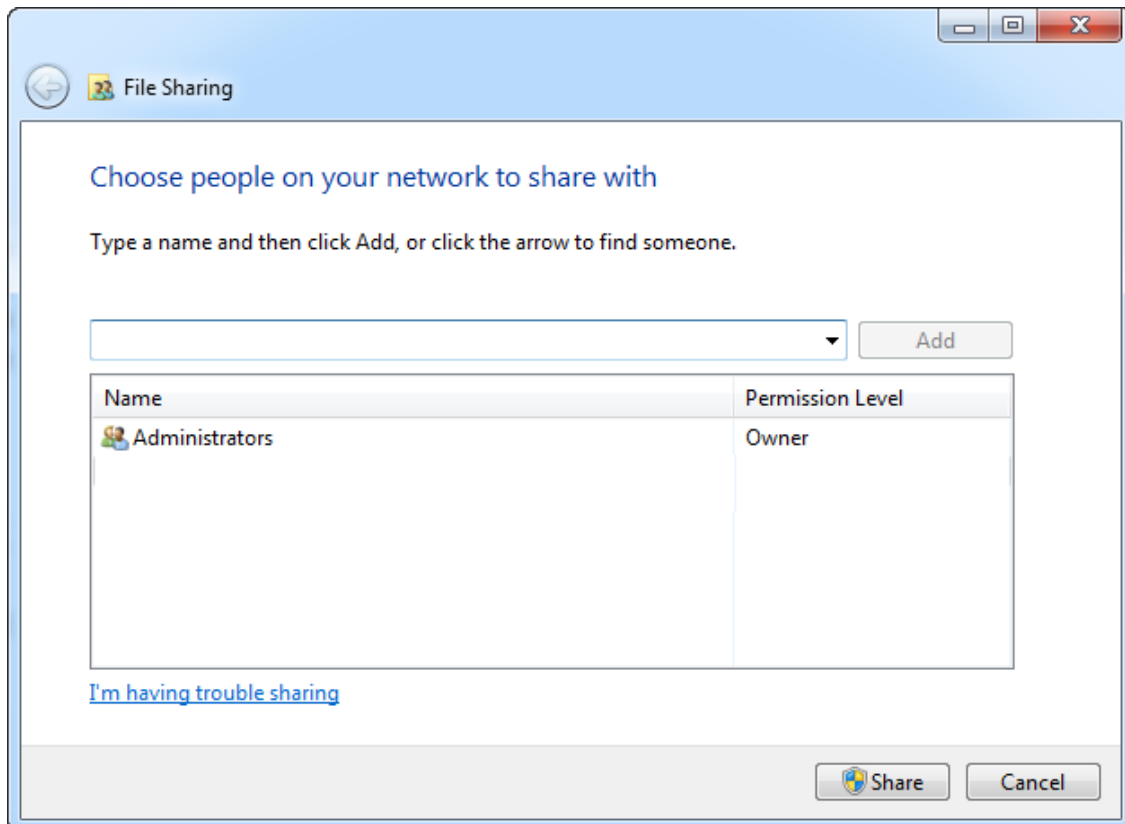 File Sharing
Choose people on your network to share with
Type a name and then click Add, or click the arrow to find someone.
Add
Name Permission Level
Administrators Owner
I'm having trouble sharing
Share Cancel